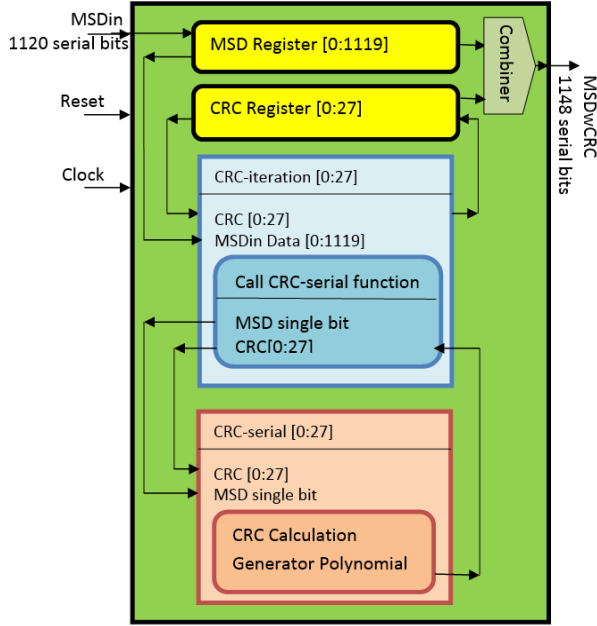 MSDin
1120 serial bits
MSD Register [0:1119]
Combiner
MSDwCRC
1148 serial bits
Reset
CRC Register [0:27]
Clock
CRC-iteration [0:27]
CRC [0:27]
MSDin Data [0:1119]
Call CRC-serial function
MSD single bit
CRC[0:27]
CRC-serial [0:27]
CRC [0:27]
MSD single bit
CRC Calculation
Generator Polynomial